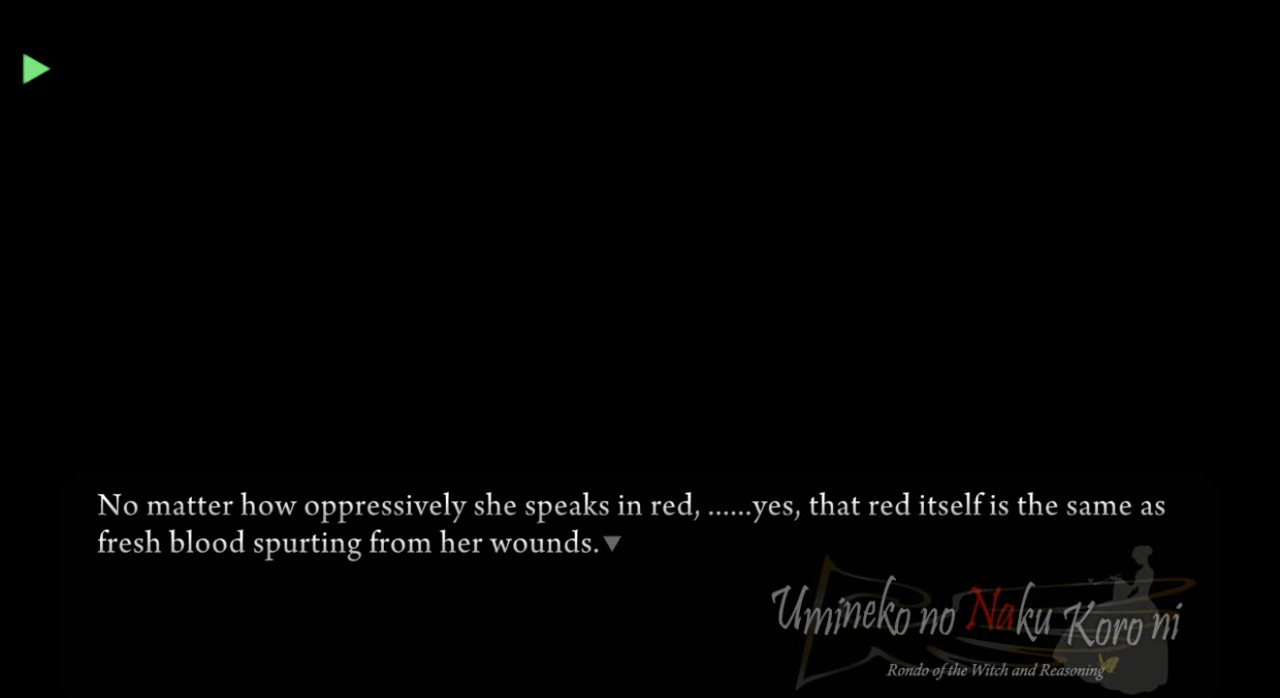 No matter how oppressively she speaks in red, ......yes, that red itself is the same as
fresh blood spurting from her wounds.
Umineko no Naku Koro ni
Rondo of the Witch and Reasoning